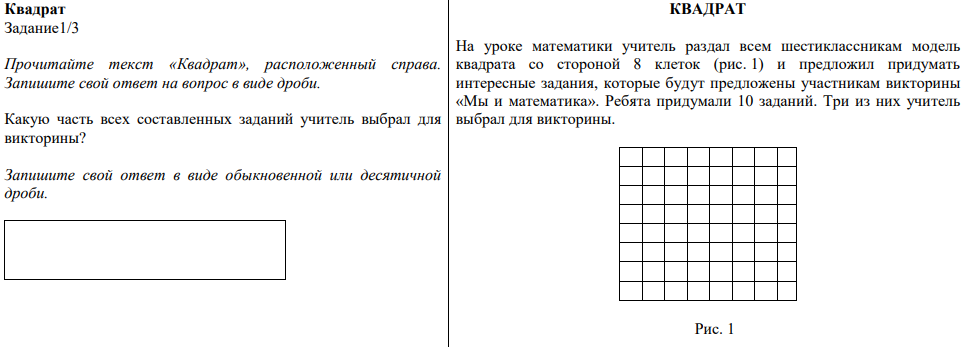 Квадрат
Задание1/3
Прочитайте текст «Квадрат», расположенный справа.
Запишите свой ответ на вопрос в виде дроби.
Какую часть всех составленных заданий учитель выбрал для
викторины?
Запишите свой ответ в виде обыкновенной или десятичной
дроби.
КВАДРАТ
На уроке математики учитель раздал всем шестиклассникам модель
квадрата со стороной 8 клеток (рис. 1) и предложил придумать
интересные задания, которые будут предложены участникам викторины
«Мы и математика». Ребята придумали 10 заданий. Три из них учитель
выбрал для викторины.
Рис. 1